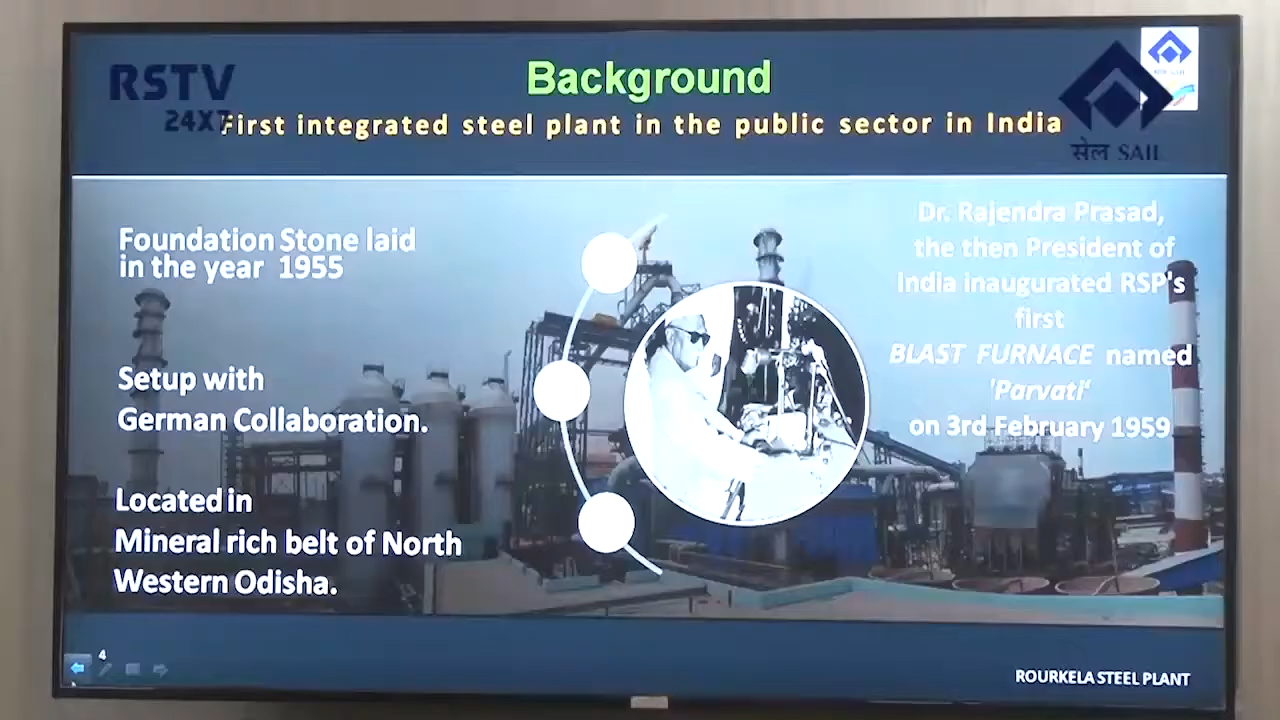 RSTV
24X7
Background
First integrated steel plant in the public sector in India
सेल SAIL
Foundation Stone laid
in the year 1955
Setup with
German Collaboration.
Located in
Mineral rich belt of North
Western Odisha.
Dr. Rajendra Prasad,
the then President of
India inaugurated RSP's
first
BLAST FURNACE named
'Parvati‘
on 3rd February 1959
4
ROURKELA STEEL PLANT